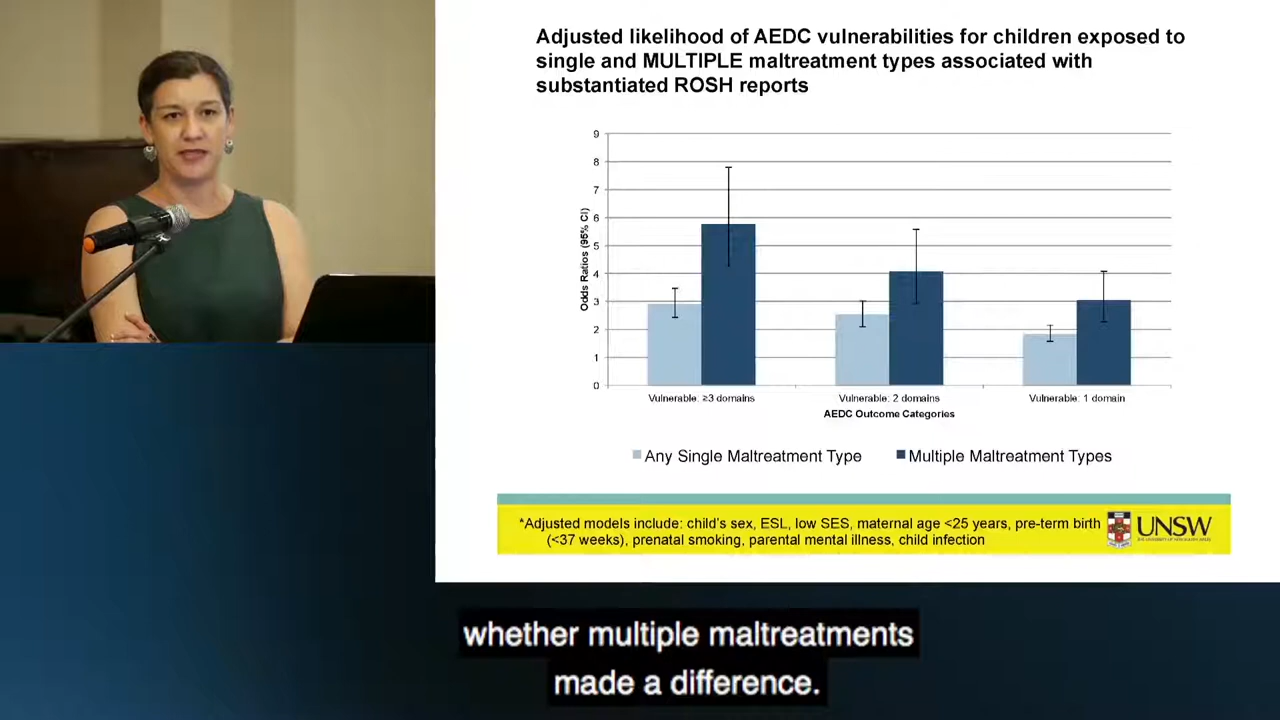 Adjusted likelihood of AEDC vulnerabilities for children exposed to
single and MULTIPLE maltreatment types associated with
substantiated ROSH reports
9
8
7
6
5
4
3
2
1
0
Odds Ratios (95% CI)
Vulnerable: ≥3 domains
Vulnerable: 2 domains
Vulnerable: 1 domain
AEDC Outcome Categories
Any Single Maltreatment Type
Multiple Maltreatment Types
*Adjusted models include: child's sex, ESL, low SES, maternal age <25 years, pre-term birth
(<37 weeks), prenatal smoking, parental mental illness, child infection
UNSW
whether multiple maltreatments
made a difference.